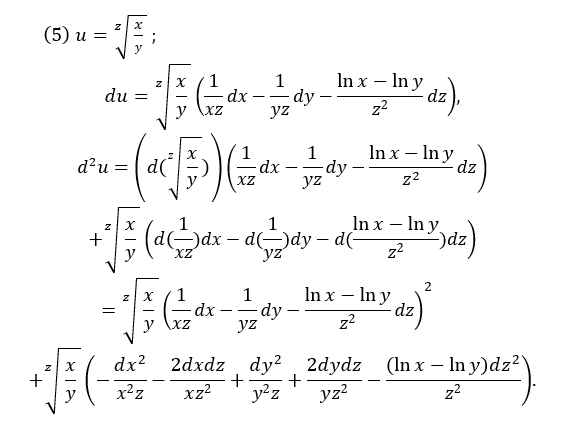 (5) u = \sqrt[z]{\frac{x}{y}} ;
du = \sqrt[z]{\frac{x}{y}} \left( \frac{1}{xz} dx - \frac{1}{yz} dy - \frac{\ln x - \ln y}{z^2} dz \right),
d^2u = \left( d(\sqrt[z]{\frac{x}{y}}) \right) \left( \frac{1}{xz} dx - \frac{1}{yz} dy - \frac{\ln x - \ln y}{z^2} dz \right)
+ \sqrt[z]{\frac{x}{y}} \left( d(\frac{1}{xz})dx - d(\frac{1}{yz})dy - d(\frac{\ln x - \ln y}{z^2})dz \right)
= \sqrt[z]{\frac{x}{y}} \left( \frac{1}{xz} dx - \frac{1}{yz} dy - \frac{\ln x - \ln y}{z^2} dz \right)^2
+ \sqrt[z]{\frac{x}{y}} \left( -\frac{dx^2}{x^2z} - \frac{2dxdz}{xz^2} + \frac{dy^2}{y^2z} + \frac{2dydz}{yz^2} - \frac{(\ln x - \ln y)dz^2}{z^2} \right).